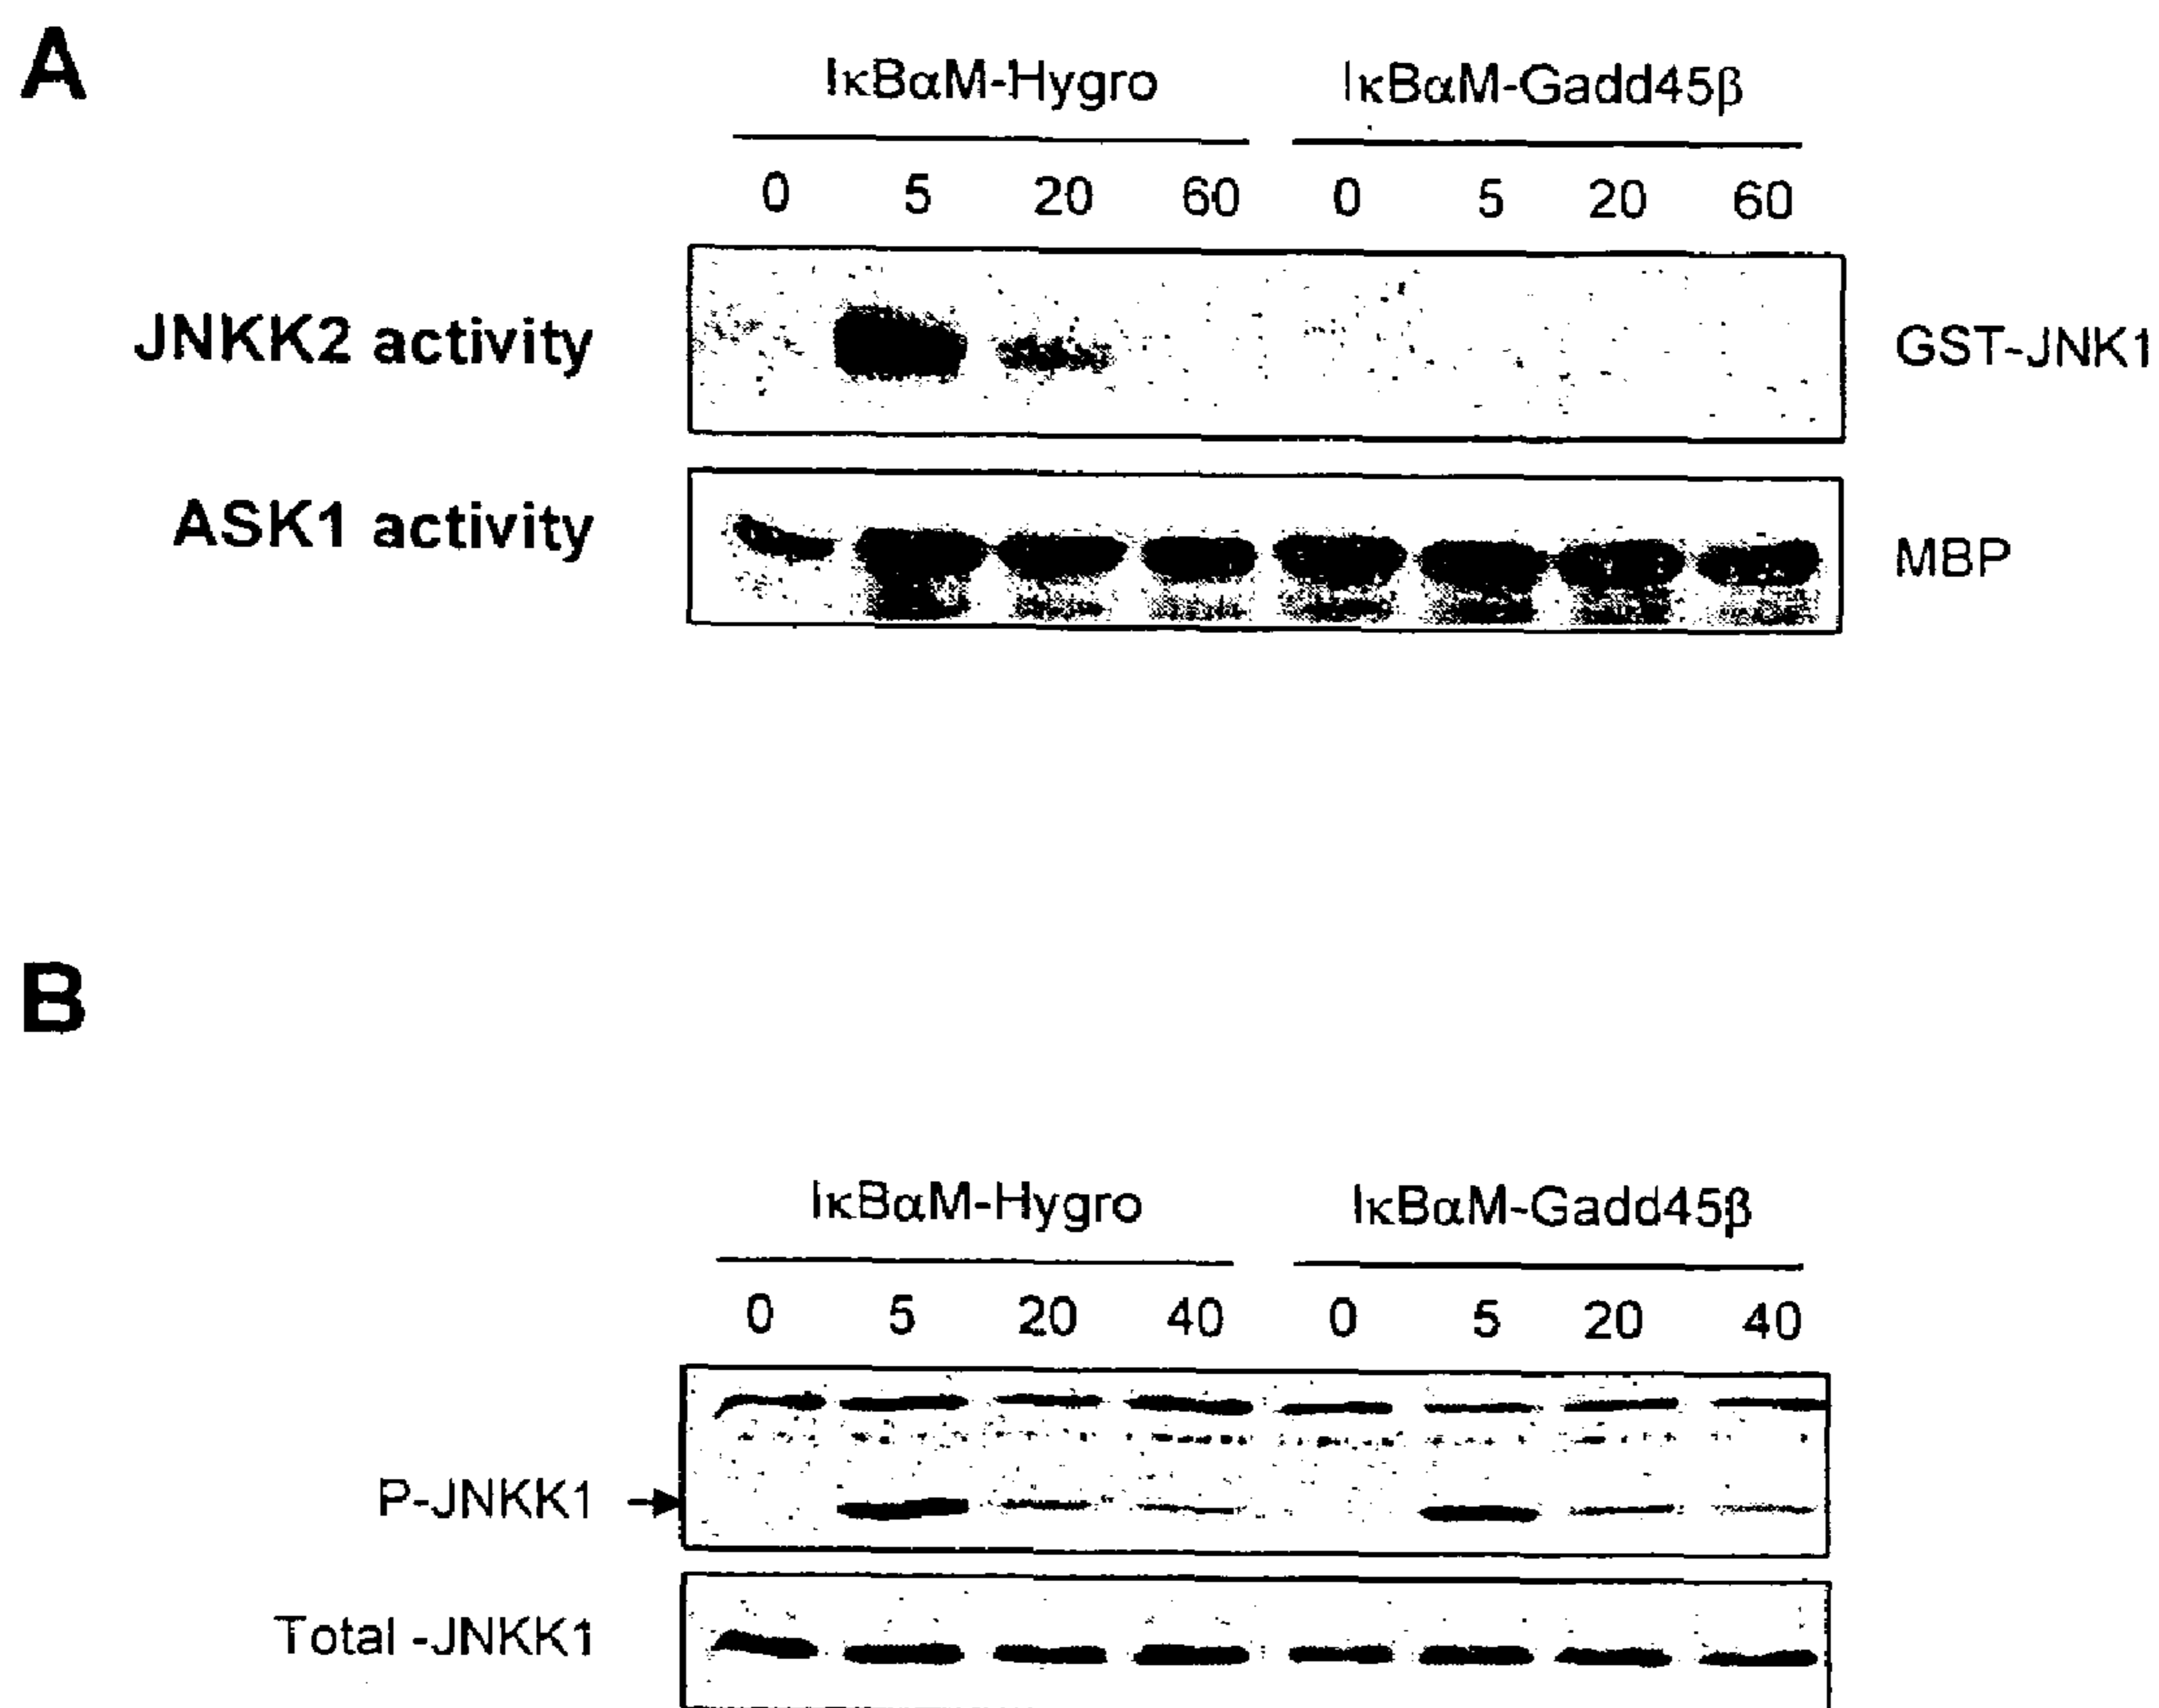 A
IκBαM-Hygro IκBαM-Gadd45β
0 5 20 60 0 5 20 60
JNKK2 activity GST-JNK1
ASK1 activity MBP
B
IκBαM-Hygro IκBαM-Gadd45β
0 5 20 40 0 5 20 40
P-JNKK1
Total -JNKK1